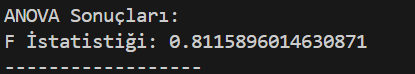 ANOVA Sonuçları:
F İstatistiği: 0.8115896014630871
------------------